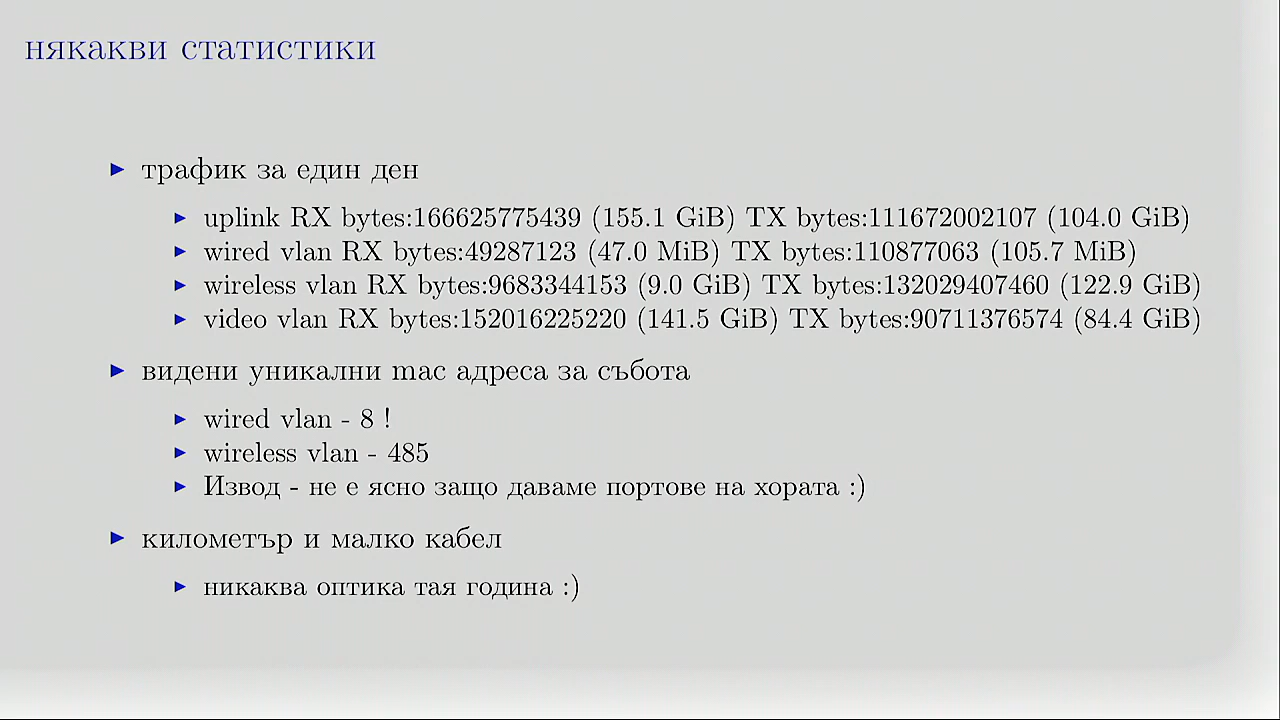 някакви статистики
трафик за един ден
uplink RX bytes:166625775439 (155.1 GiB) TX bytes:111672002107 (104.0 GiB)
wired vlan RX bytes:49287123 (47.0 MiB) TX bytes:110877063 (105.7 MiB)
wireless vlan RX bytes:9683344153 (9.0 GiB) TX bytes:132029407460 (122.9 GiB)
video vlan RX bytes:152016225220 (141.5 GiB) TX bytes:90711376574 (84.4 GiB)
видени уникални mac адреса за събота
wired vlan - 8 !
wireless vlan - 485
Извод - не е ясно защо даваме портове на хората :)
километър и малко кабел
никаква оптика тая година :)